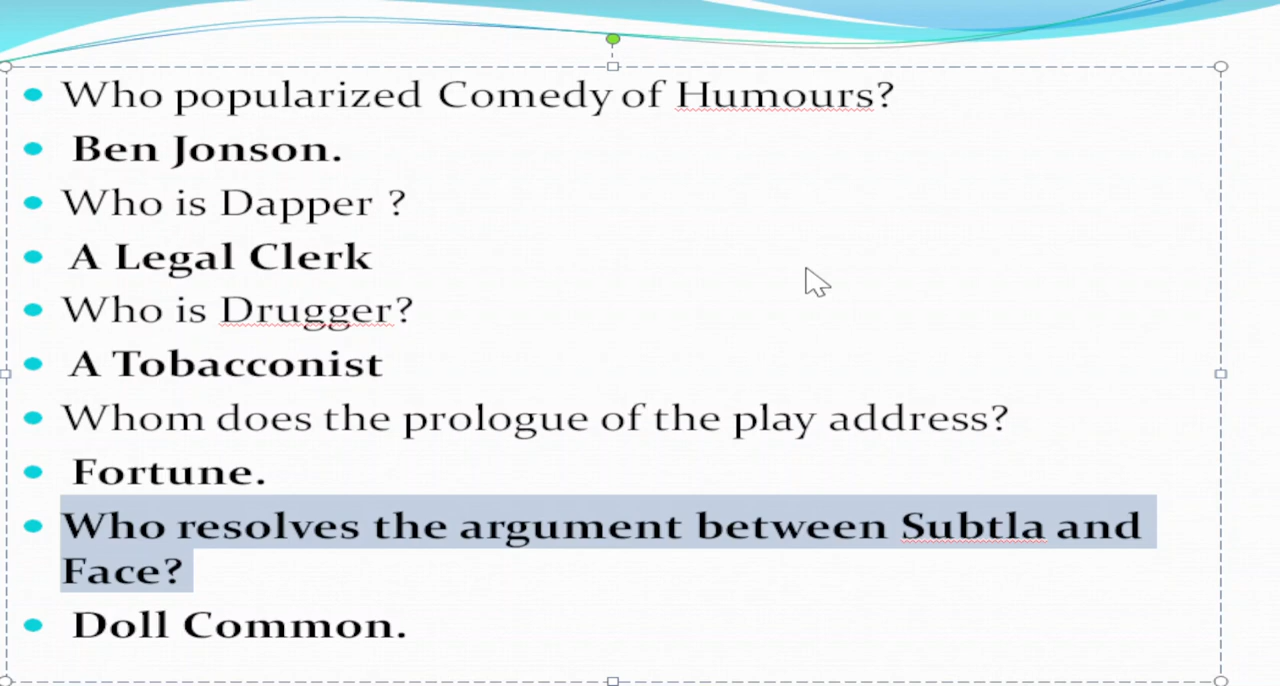 Who popularized Comedy of Humours?
Ben Jonson.
Who is Dapper ?
A Legal Clerk
Who is Drugger?
A Tobacconist
Whom does the prologue of the play address?
Fortune.
Who resolves the argument between Subtla and
Face?
Doll Common.